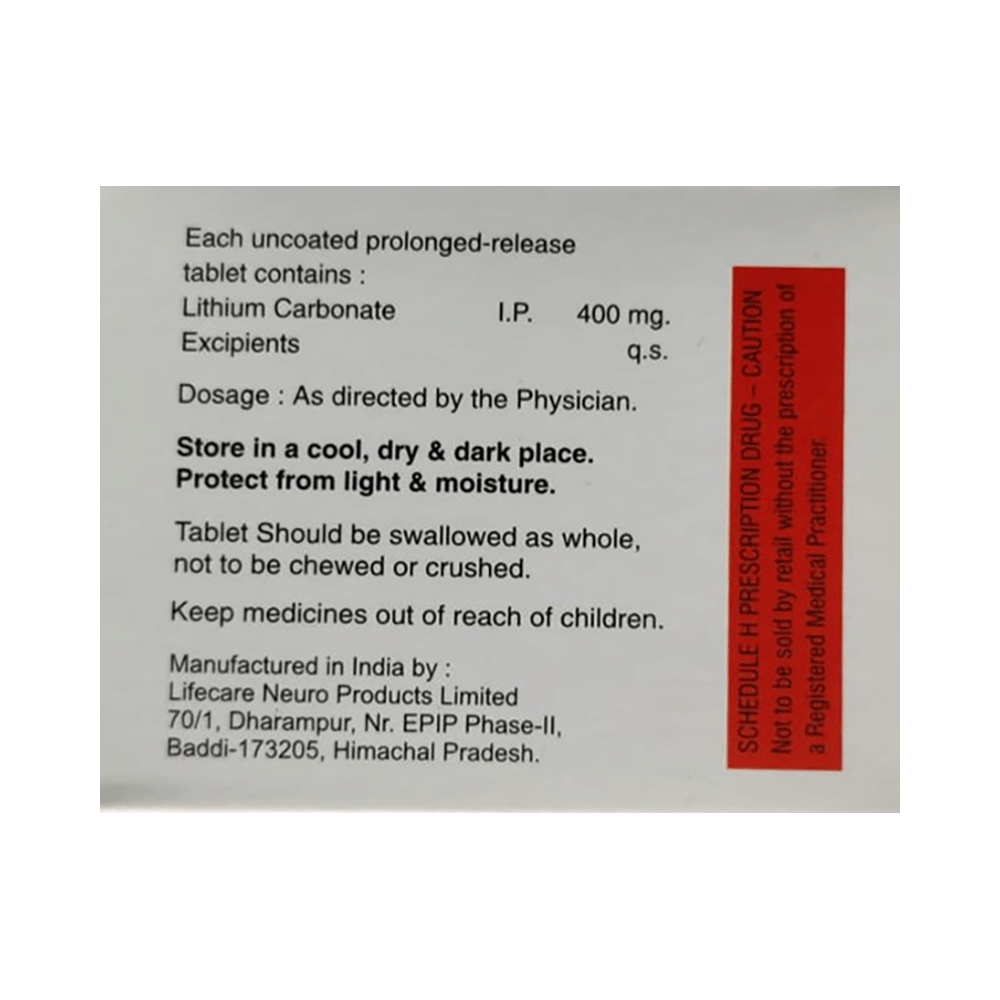 Each uncoated prolonged-release
tablet contains :
Lithium Carbonate I.P. 400 mg.
Excipients q.s.
Dosage : As directed by the Physician.
Store in a cool, dry & dark place.
Protect from light & moisture.
Tablet Should be swallowed as whole,
not to be chewed or crushed.
Keep medicines out of reach of children.
Manufactured in India by :
Lifecare Neuro Products Limited
70/1, Dharampur, Nr. EPIP Phase-II,
Baddi-173205, Himachal Pradesh.
SCHEDULE H PRESCRIPTION DRUG – CAUTION
Not to be sold by retail without the prescription of
a Registered Medical Practitioner.